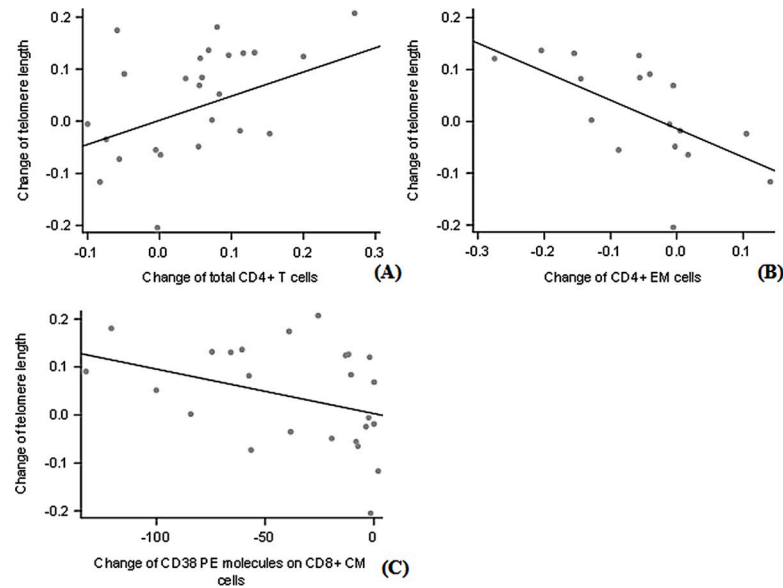 0.2
0.1
0.0
-0.1
-0.2
Change of telomere length
-0.1 0.0 0.1 0.2 0.3
Change of total CD4+ T cells
(A)
0.2
0.1
0.0
-0.1
-0.2
Change of telomere length
-0.3 -0.2 -0.1 0.0 0.1
Change of CD4+ EM cells
(B)
0.2
0.1
0.0
-0.1
-0.2
Change of telomere
length
-100 -50 0
Change of CD38 PE molecules on CD8+ CM
cells
(C)